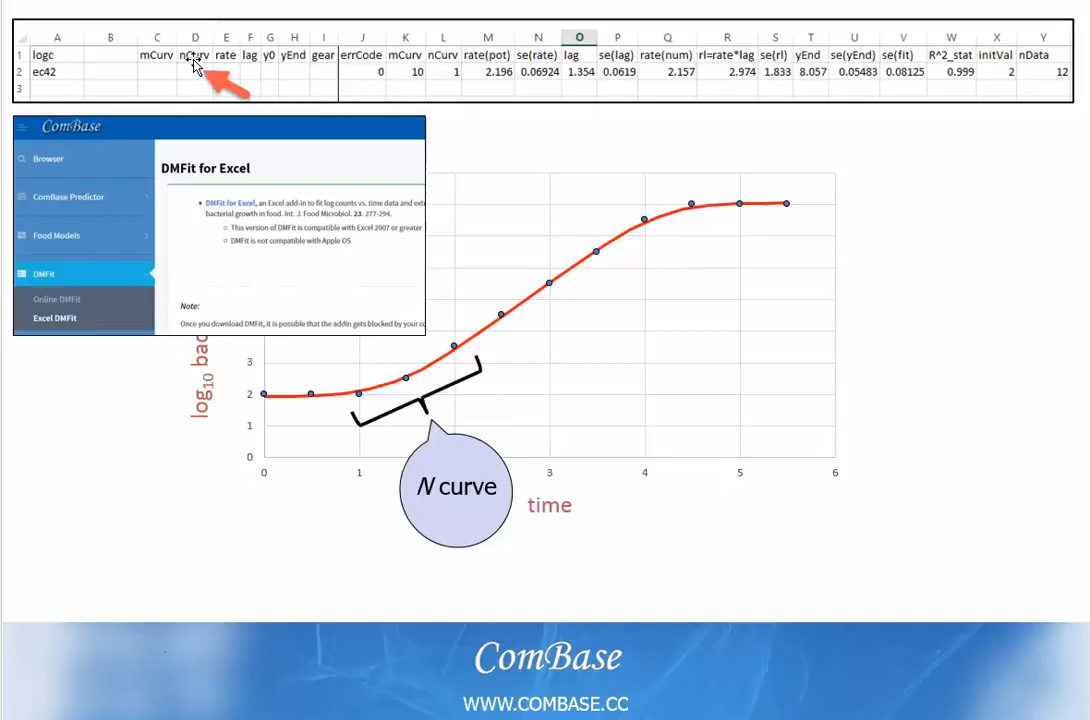 A B C D E F G H I J K L M N O P Q R S T U V W X Y
1 logc mCurv nCurv rate lag y0 yEnd gear errCode mCurv nCurv rate(pot) se(rate) lag se(lag) rate(num) rl=rate*lag se(rl) yEnd se(yEnd) se(fit) R^2_stat initVal nData
2 ec42 0 10 1 2.196 0.06924 1.354 0.0619 2.157 2.974 1.833 8.057 0.05483 0.08125 0.999 2 12
3
ComBase
Browser
ComBase Predictor
Food Models
DMFit
Online DMFit
Excel DMFit
DMFit for Excel
DMFit for Excel, an Excel add-in to fit log counts vs. time data and
bacterial growth in food. Int. J. Food Microbiol. 23. 277-294.
This version of DMFit is compatible with Excel 2007 or greater
DMFit is not compatible with Apple OS
Note:
Once you download DMFit, it is possible that the addin gets blocked by your
log10
3
2
1
0
0 1 3 4 5 6
N curve
time
ComBase
WWW.COMBASE.CC